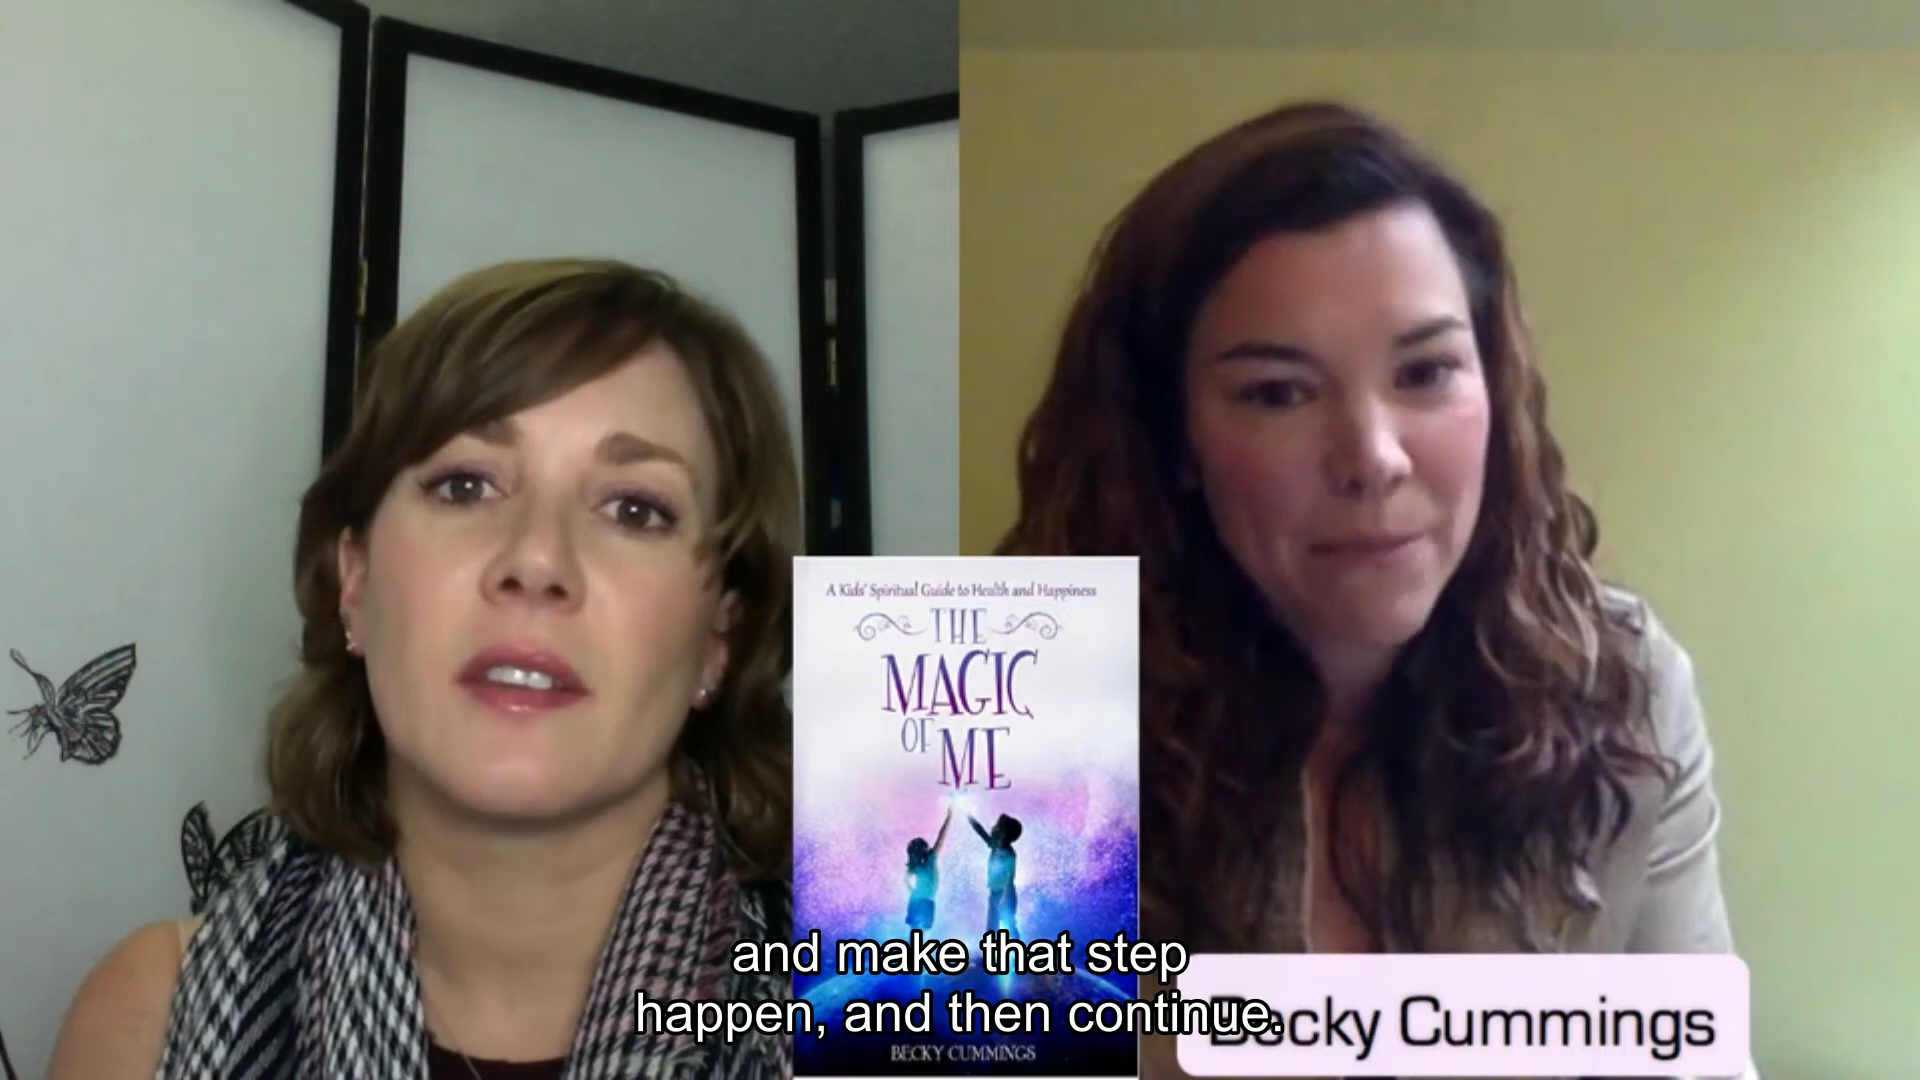 A Kids' Spiritual Guide to Health and Happiness
THE
MAGIC
OF
ME
and make that step
happen, and then continue.
Becky Cummings
BECKY CUMMINGS